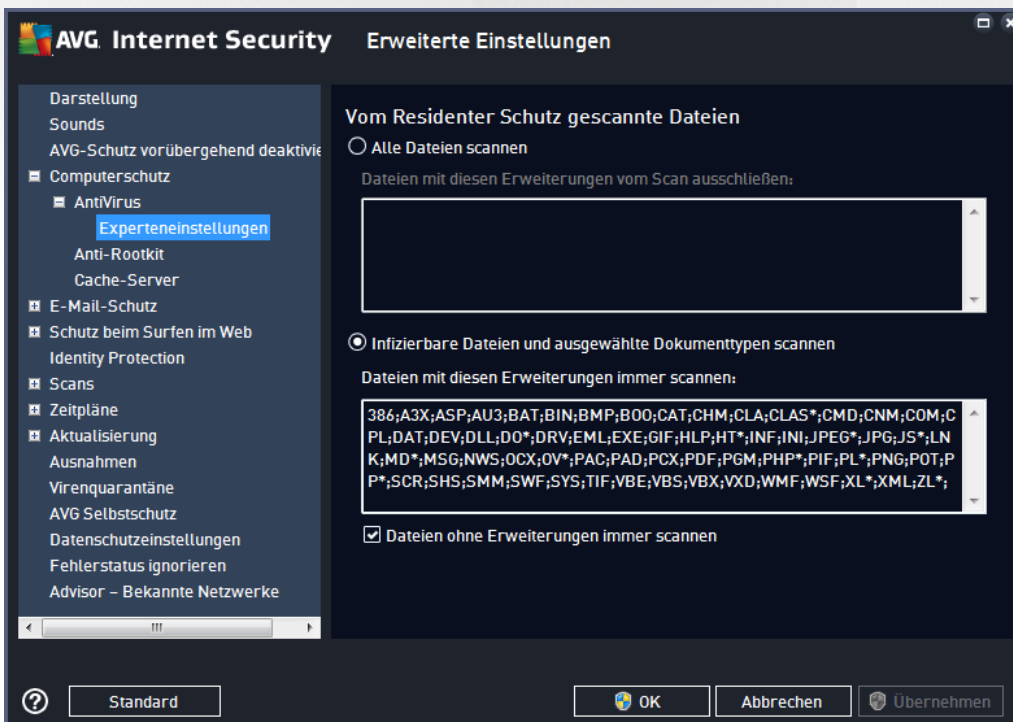 AVG Internet Security Erweiterte Einstellungen
Darstellung
Sounds
AVG-Schutz vorübergehend deaktivie
Computerschutz
AntiVirus
Experteneinstellungen
Anti-Rootkit
Cache-Server
E-Mail-Schutz
Schutz beim Surfen im Web
Identity Protection
Scans
Zeitpläne
Aktualisierung
Ausnahmen
Virenquarantäne
AVG Selbstschutz
Datenschutzeinstellungen
Fehlerstatus ignorieren
Advisor – Bekannte Netzwerke
Vom Residenter Schutz gescannte Dateien
Alle Dateien scannen
Dateien mit diesen Erweiterungen vom Scan ausschließen:
Infizierbare Dateien und ausgewählte Dokumenttypen scannen
Dateien mit diesen Erweiterungen immer scannen:
386;A3X;ASP;AU3;BAT;BIN;BMP;BOO;CAT;CHM;CLA;CLAS*;CMD;CNM;COM;C
PL;DAT;DEV;DLL;DO*;DRV;EML;EXE;GIF;HLP;HT*;INF;INI;JPEG*;JPG;JS*;LN
K;MD*;MSG;NWS;OCX;OV*;PAC;PAD;PCX;PDF;PGM;PHP*;PIF;PL*;PNG;POT;P
P*;SCR;SHS;SMM;SWF;SYS;TIF;VBE;VBS;VBX;VXD;WMF;WSF;XL*;XML;ZL*;
Dateien ohne Erweiterungen immer scannen
? Standard OK Abbrechen Übernehmen